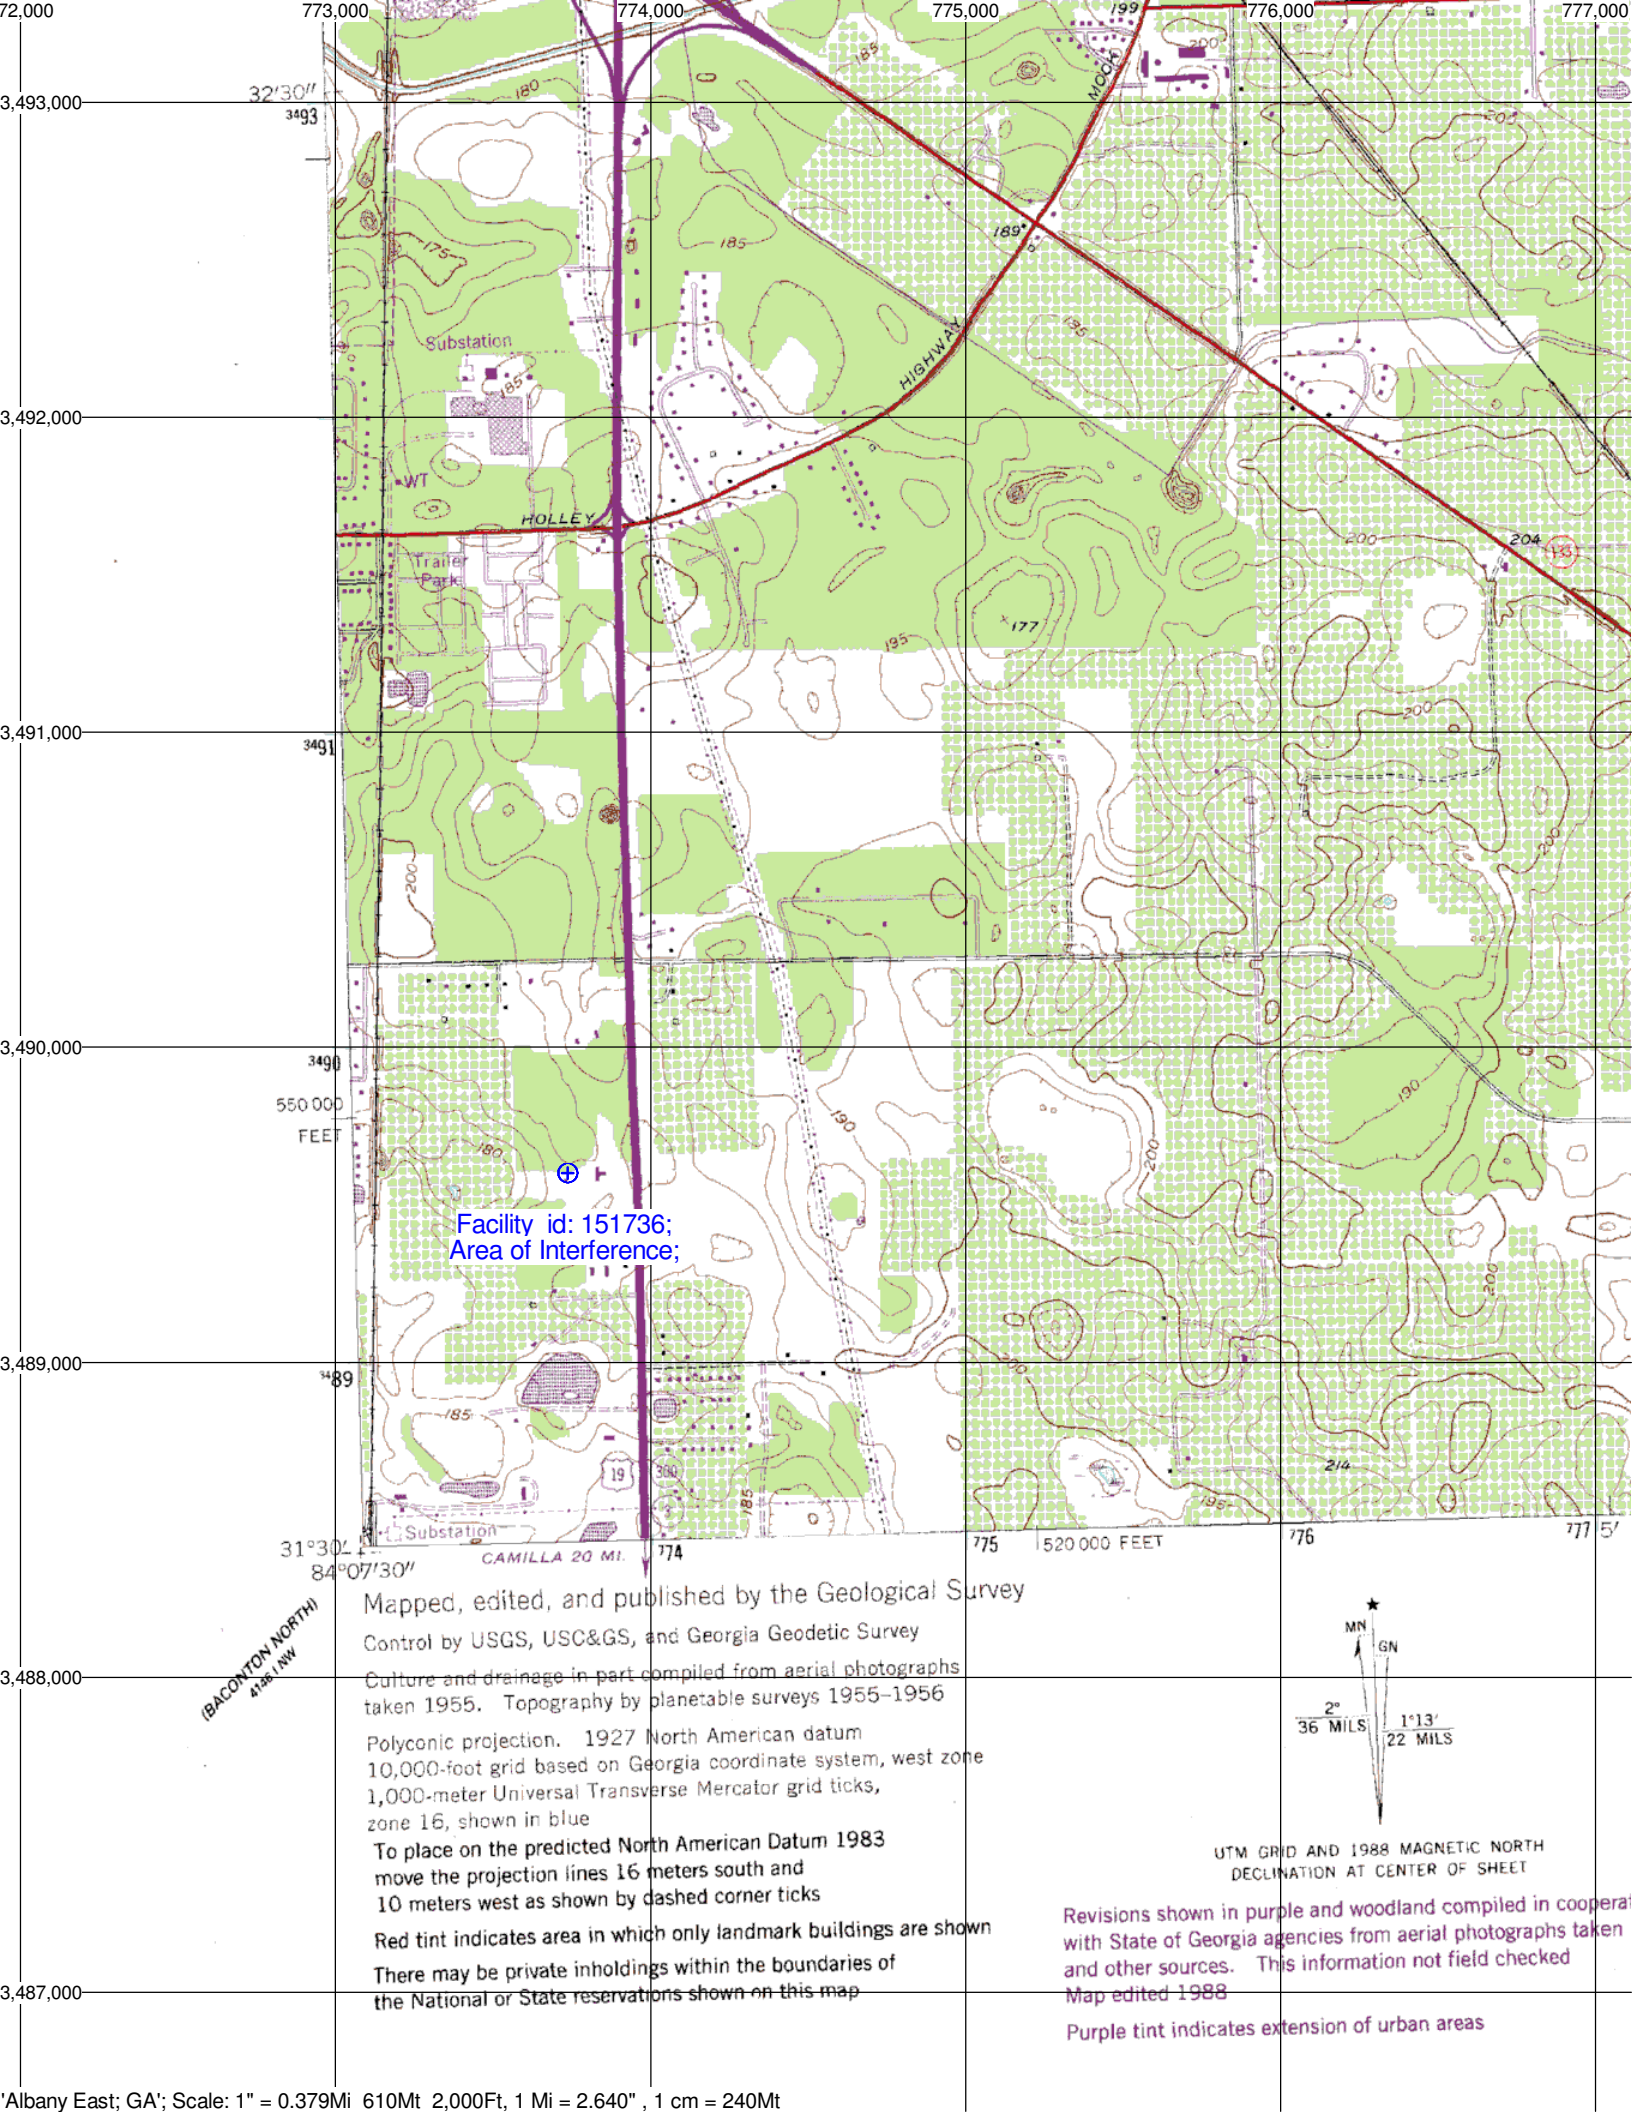 72,000
773,000
774,000
775,000
776,000
777,000
199
200
185
MOCK
180
32'30"
3,493,000
3493
200
175
185
189
195
HIGHWAY
Substation
185
3,492,000
WT
HOLLEY
200
204
133
Trailer
Park
177
195
200
3,491,000
3491
200
200
3,490,000
3490
190
550 000
FEET
190
180
200
Facility id: 151736;
Area of Interference;
200
200
3,489,000
3489
185
19
300
214
185
195
Substation
31°30'
CAMILLA 20 MI.
774
775
520 000 FEET
776
777
5'
84°07'30"
(BACONTON NORTH)
4146 I NW
Mapped, edited, and published by the Geological Survey
Control by USGS, USC&GS, and Georgia Geodetic Survey
Culture and drainage in part compiled from aerial photographs
taken 1955. Topography by planetable surveys 1955–1956
Polyconic projection. 1927 North American datum
10,000-foot grid based on Georgia coordinate system, west zone
1,000-meter Universal Transverse Mercator grid ticks,
zone 16, shown in blue
To place on the predicted North American Datum 1983
move the projection lines 16 meters south and
10 meters west as shown by dashed corner ticks
Red tint indicates area in which only landmark buildings are shown
There may be private inholdings within the boundaries of
the National or State reservations shown on this map
3,488,000
3,487,000
★
MN
GN
2°
36 MILS
1°13'
22 MILS
UTM GRID AND 1988 MAGNETIC NORTH
DECLINATION AT CENTER OF SHEET
Revisions shown in purple and woodland compiled in coopera
with State of Georgia agencies from aerial photographs taken
and other sources. This information not field checked
Map edited 1988
Purple tint indicates extension of urban areas
'Albany East; GA'; Scale: 1" = 0.379Mi 610Mt 2,000Ft, 1 Mi = 2.640" , 1 cm = 240Mt